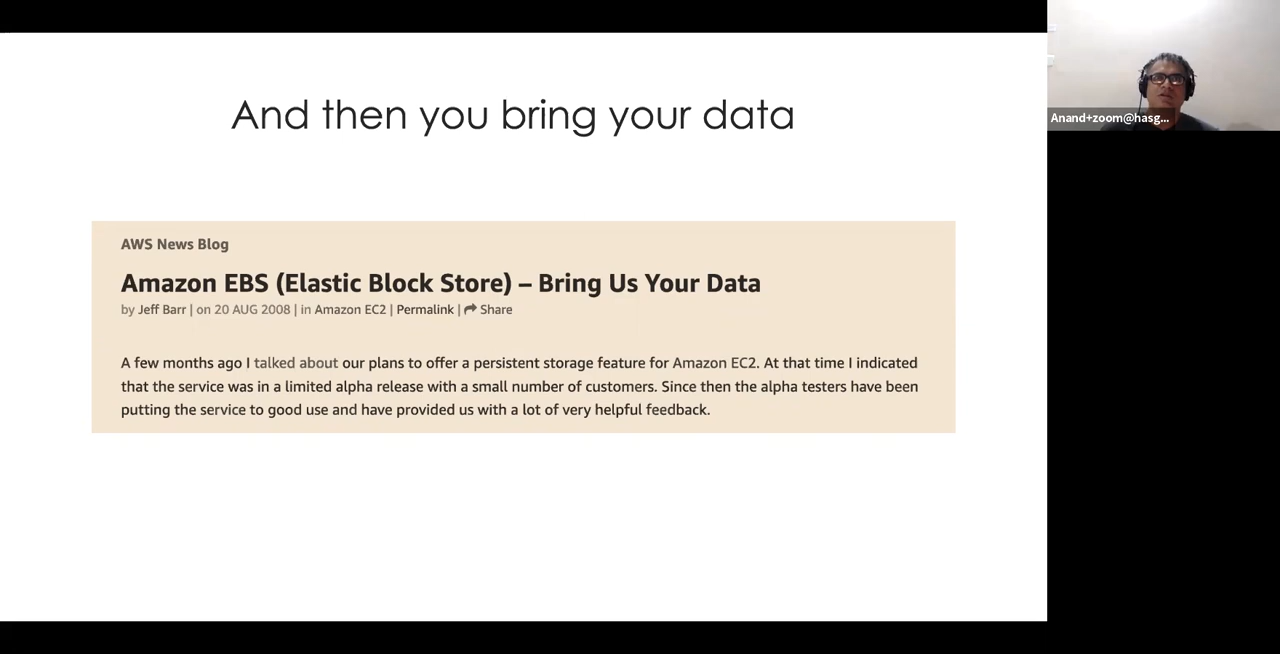 And then you bring your data
AWS News Blog
Amazon EBS (Elastic Block Store) – Bring Us Your Data
by Jeff Barr | on 20 AUG 2008 | in Amazon EC2 | Permalink | Share
A few months ago I talked about our plans to offer a persistent storage feature for Amazon EC2. At that time I indicated
that the service was in a limited alpha release with a small number of customers. Since then the alpha testers have been
putting the service to good use and have provided us with a lot of very helpful feedback.
Anand+zoom@hasg...